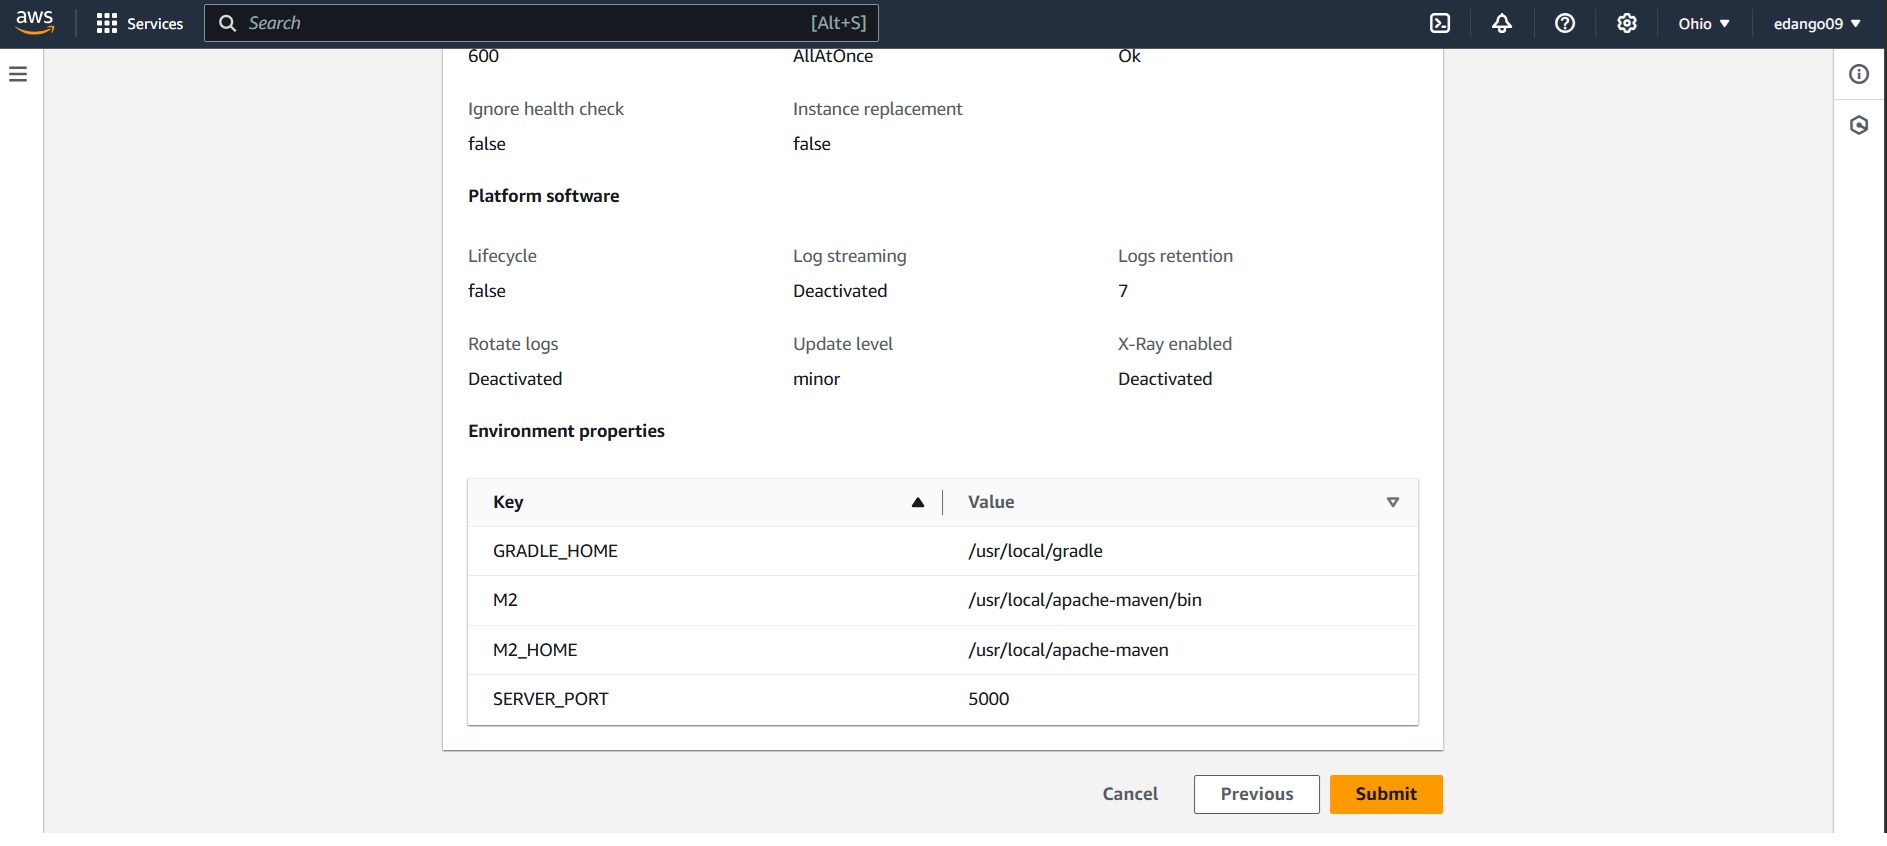 aws Services Search [Alt+S] Ohio edango09
600 AllAtOnce Ok
Ignore health check Instance replacement
false false
Platform software
Lifecycle Log streaming Logs retention
false Deactivated 7
Rotate logs Update level X-Ray enabled
Deactivated minor Deactivated
Environment properties
Key Value
GRADLE_HOME /usr/local/gradle
M2 /usr/local/apache-maven/bin
M2_HOME /usr/local/apache-maven
SERVER_PORT 5000
Cancel Previous Submit